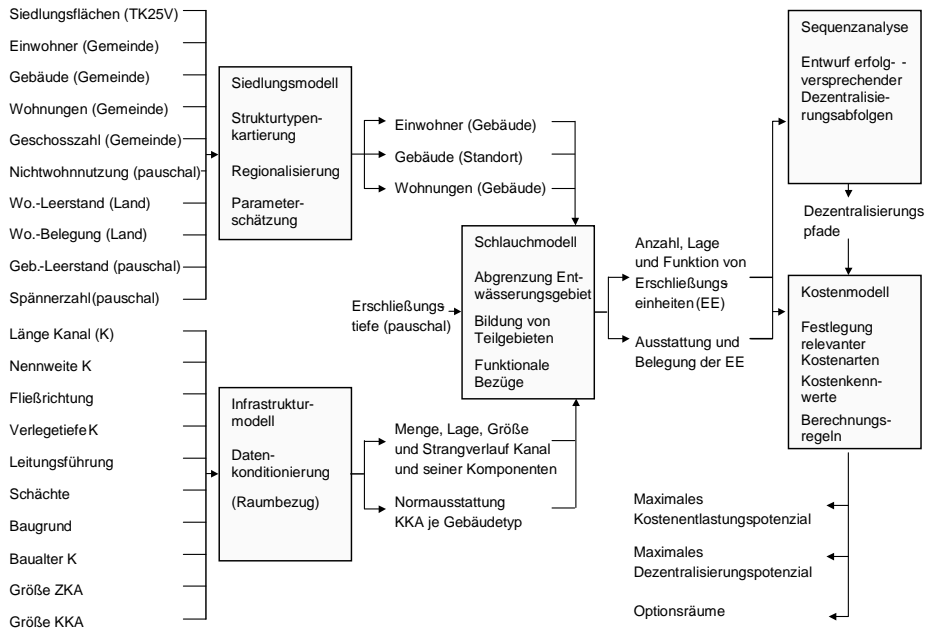 Siedlungsflächen (TK25V)
Einwohner (Gemeinde)
Gebäude (Gemeinde)
Wohnungen (Gemeinde)
Geschosszahl (Gemeinde)
Nichtwohnnutzung (pauschal)
Wo.-Leerstand (Land)
Wo.-Belegung (Land)
Geb.-Leerstand (pauschal)
Spännerzahl(pauschal)
Länge Kanal (K)
Nennweite K
Fließrichtung
Verlegetiefe K
Leitungsführung
Schächte
Baugrund
Baualter K
Größe ZKA
Größe KKA
Siedlungsmodell
Strukturtypen-
kartierung
Regionalisierung
Parameter-
schätzung
Infrastruktur-
modell
Daten-
konditionierung
(Raumbezug)
Einwohner (Gebäude)
Gebäude (Standort)
Wohnungen (Gebäude)
Erschließungs-
tiefe (pauschal)
Menge, Lage, Größe
und Strangverlauf Kanal
und seiner Komponenten
Normausstattung
KKA je Gebäudetyp
Schlauchmodell
Abgrenzung Ent-
wässerungsgebiet
Bildung von
Teilgebieten
Funktionale
Bezüge
Anzahl, Lage
und Funktion von
Erschließungs-
einheiten (EE)
Ausstattung und
Belegung der EE
Sequenzanalyse
Entwurf erfolg- -
versprechender
Dezentralisie-
rungsabfolgen
Dezentralisierungs
pfade
Kostenmodell
Festlegung
relevanter
Kostenarten
Kostenkenn-
werte
Berechnungs-
regeln
Maximales
Kostenentlastungspotenzial
Maximales
Dezentralisierungspotenzial
Optionsräume